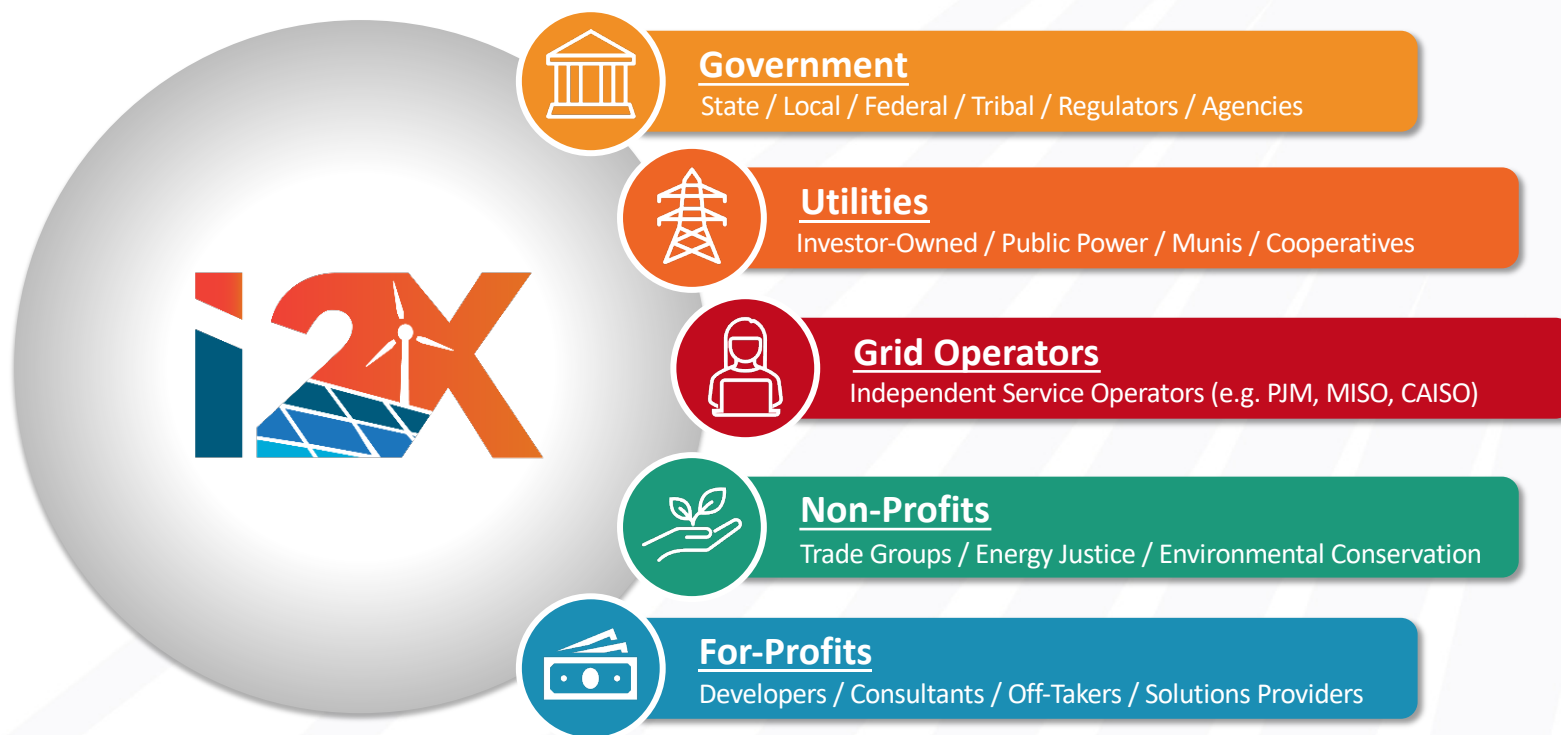 i2X
Government
State / Local / Federal / Tribal / Regulators / Agencies
Utilities
Investor-Owned / Public Power / Munis / Cooperatives
Grid Operators
Independent Service Operators (e.g. PJM, MISO, CAISO)
Non-Profits
Trade Groups / Energy Justice / Environmental Conservation
For-Profits
Developers / Consultants / Off-Takers / Solutions Providers